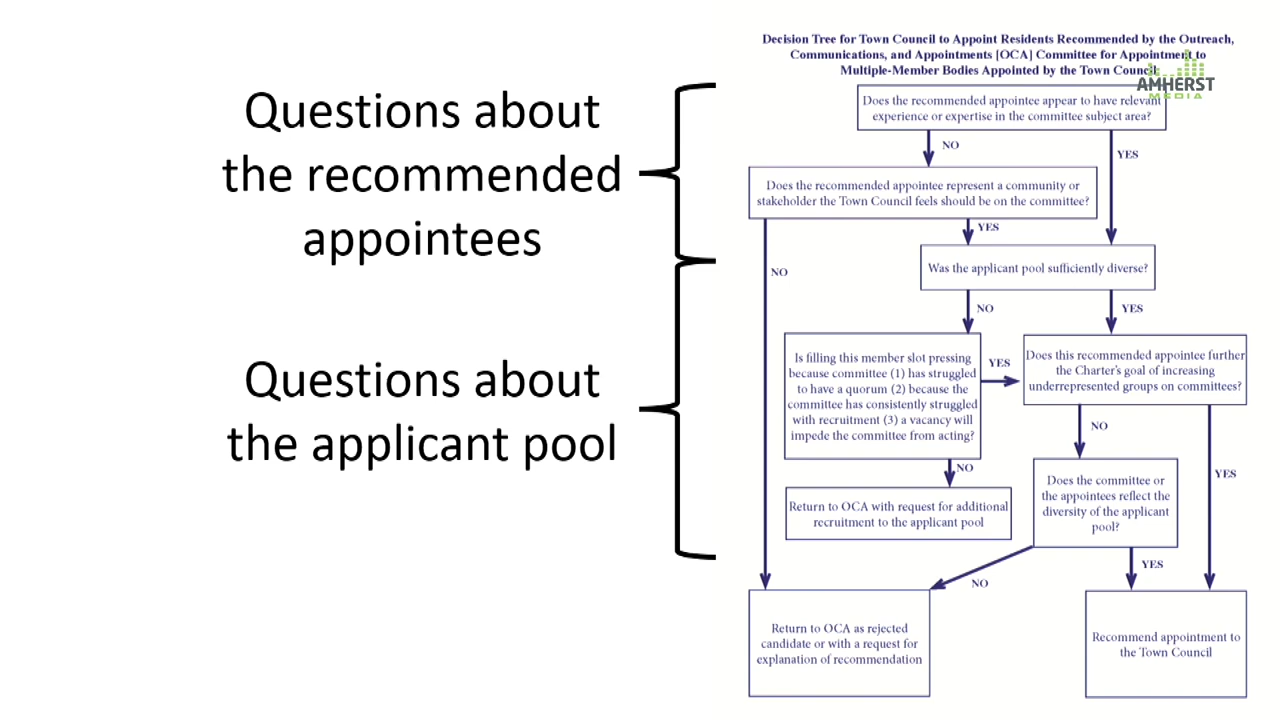 Questions about
the recommended
appointees
Questions about
the applicant pool
Decision Tree for Town Council to Appoint Residents Recommended by the Outreach,
Communications, and Appointments [OCA] Committee for Appointment to
Multiple-Member Bodies Appointed by the Town Council
AMHERST
MEDIA
Does the recommended appointee appear to have relevant
experience or expertise in the committee subject area?
NO
YES
Does the recommended appointee represent a community or
stakeholder the Town Council feels should be on the committee?
YES
NO
Was the applicant pool sufficiently diverse?
NO
YES
Is filling this member slot pressing
because committee (1) has struggled
to have a quorum (2) because the
committee has consistently struggled
with recruitment (3) a vacancy will
impede the committee from acting?
YES
Does this recommended appointee further
the Charter's goal of increasing
underrepresented groups on committees?
NO
YES
NO
Return to OCA with request for additional
recruitment to the applicant pool
Does the committee or
the appointees reflect the
diversity of the applicant
pool?
NO
YES
Return to OCA as rejected
candidate or with a request for
explanation of recommendation
Recommend appointment to
the Town Council